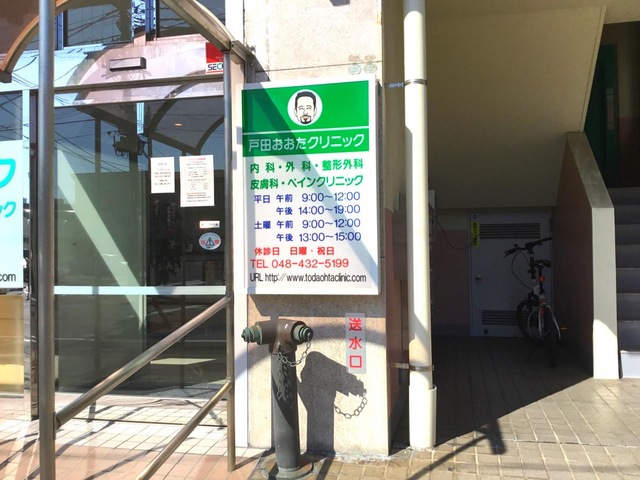 戸田おおたクリニック
内科・外科・整形外科
皮膚科・ペインクリニック
平日 午前 9:00〜12:00
午後 14:00〜19:00
土曜 午前 9:00〜12:00
午後 13:00〜15:00
休診日 日曜・祝日
TEL 048-432-5199
URL http://www.todaohtaclinic.com
送水口
SECO
ック
.com